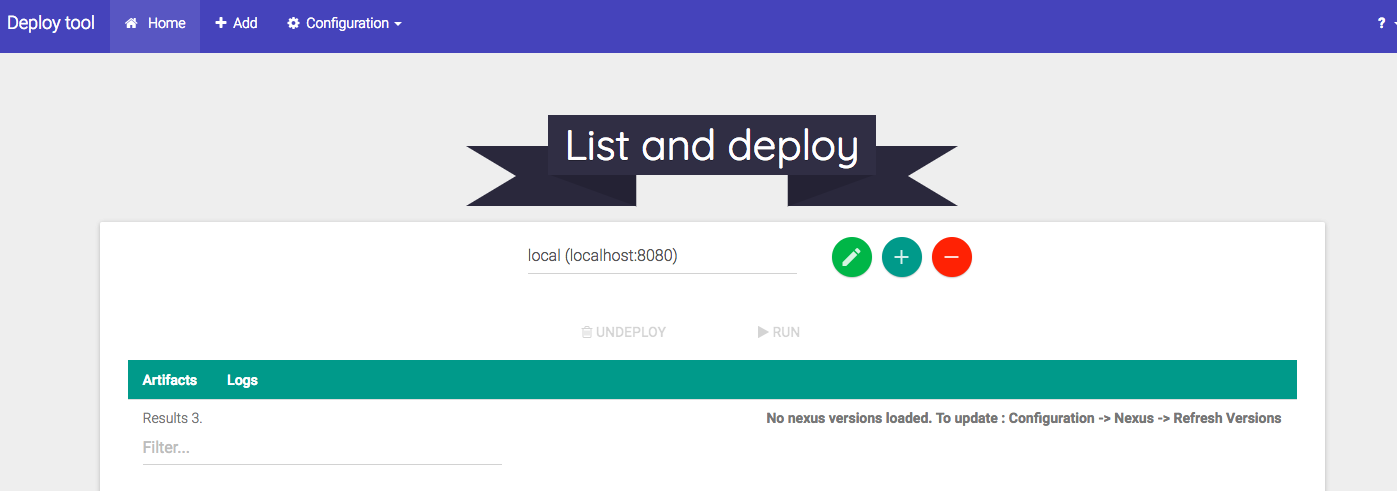 Deploy tool Home Add Configuration ?
List and deploy
local (localhost:8080)
UNDEPLOY RUN
Artifacts Logs
Results 3. No nexus versions loaded. To update : Configuration -> Nexus -> Refresh Versions
Filter...